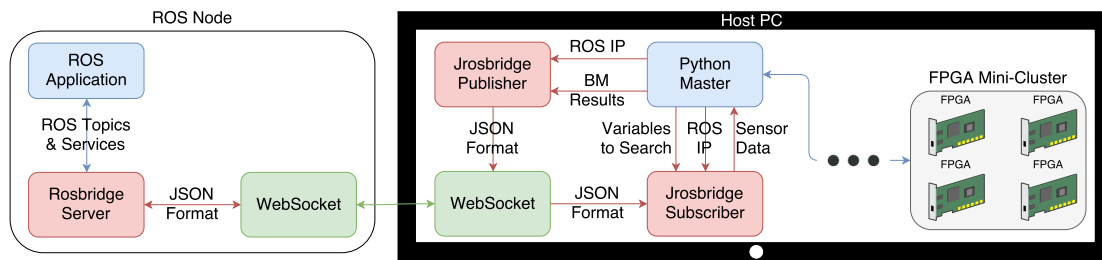 ROS Node
ROS
Application
ROS Topics
& Services
Rosbridge
Server
JSON
Format
WebSocket
Host PC
Jrosbridge
Publisher
ROS IP
BM
Results
Python
Master
JSON
Format
Variables
to Search
ROS
IP
Sensor
Data
WebSocket
JSON
Format
Jrosbridge
Subscriber
FPGA Mini-Cluster
FPGA
FPGA
FPGA
FPGA